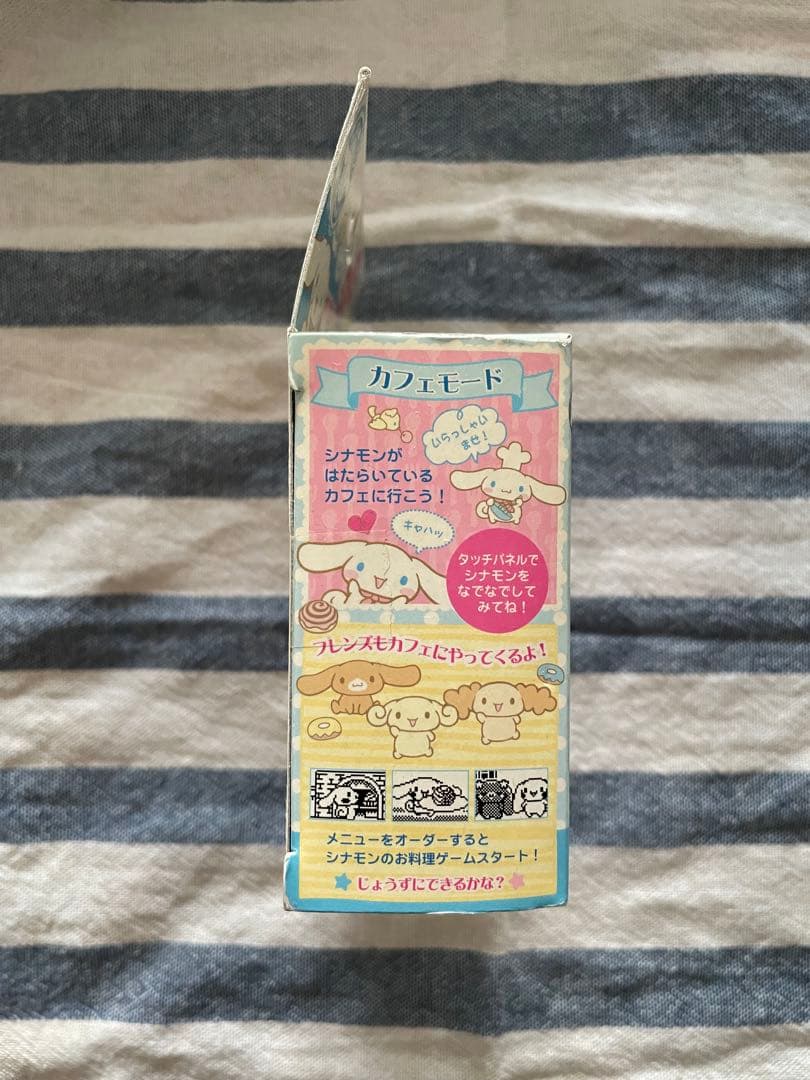 カフェモード
いらっしゃい
ませ！
シナモンが
はたらいている
カフェに行こう！
キャハッ
タッチパネルで
シナモンを
なでなでして
みてね！
フレンズもカフェにやってくるよ！
メニューをオーダーすると
シナモンのお料理ゲームスタート！
じょうずにできるかな？